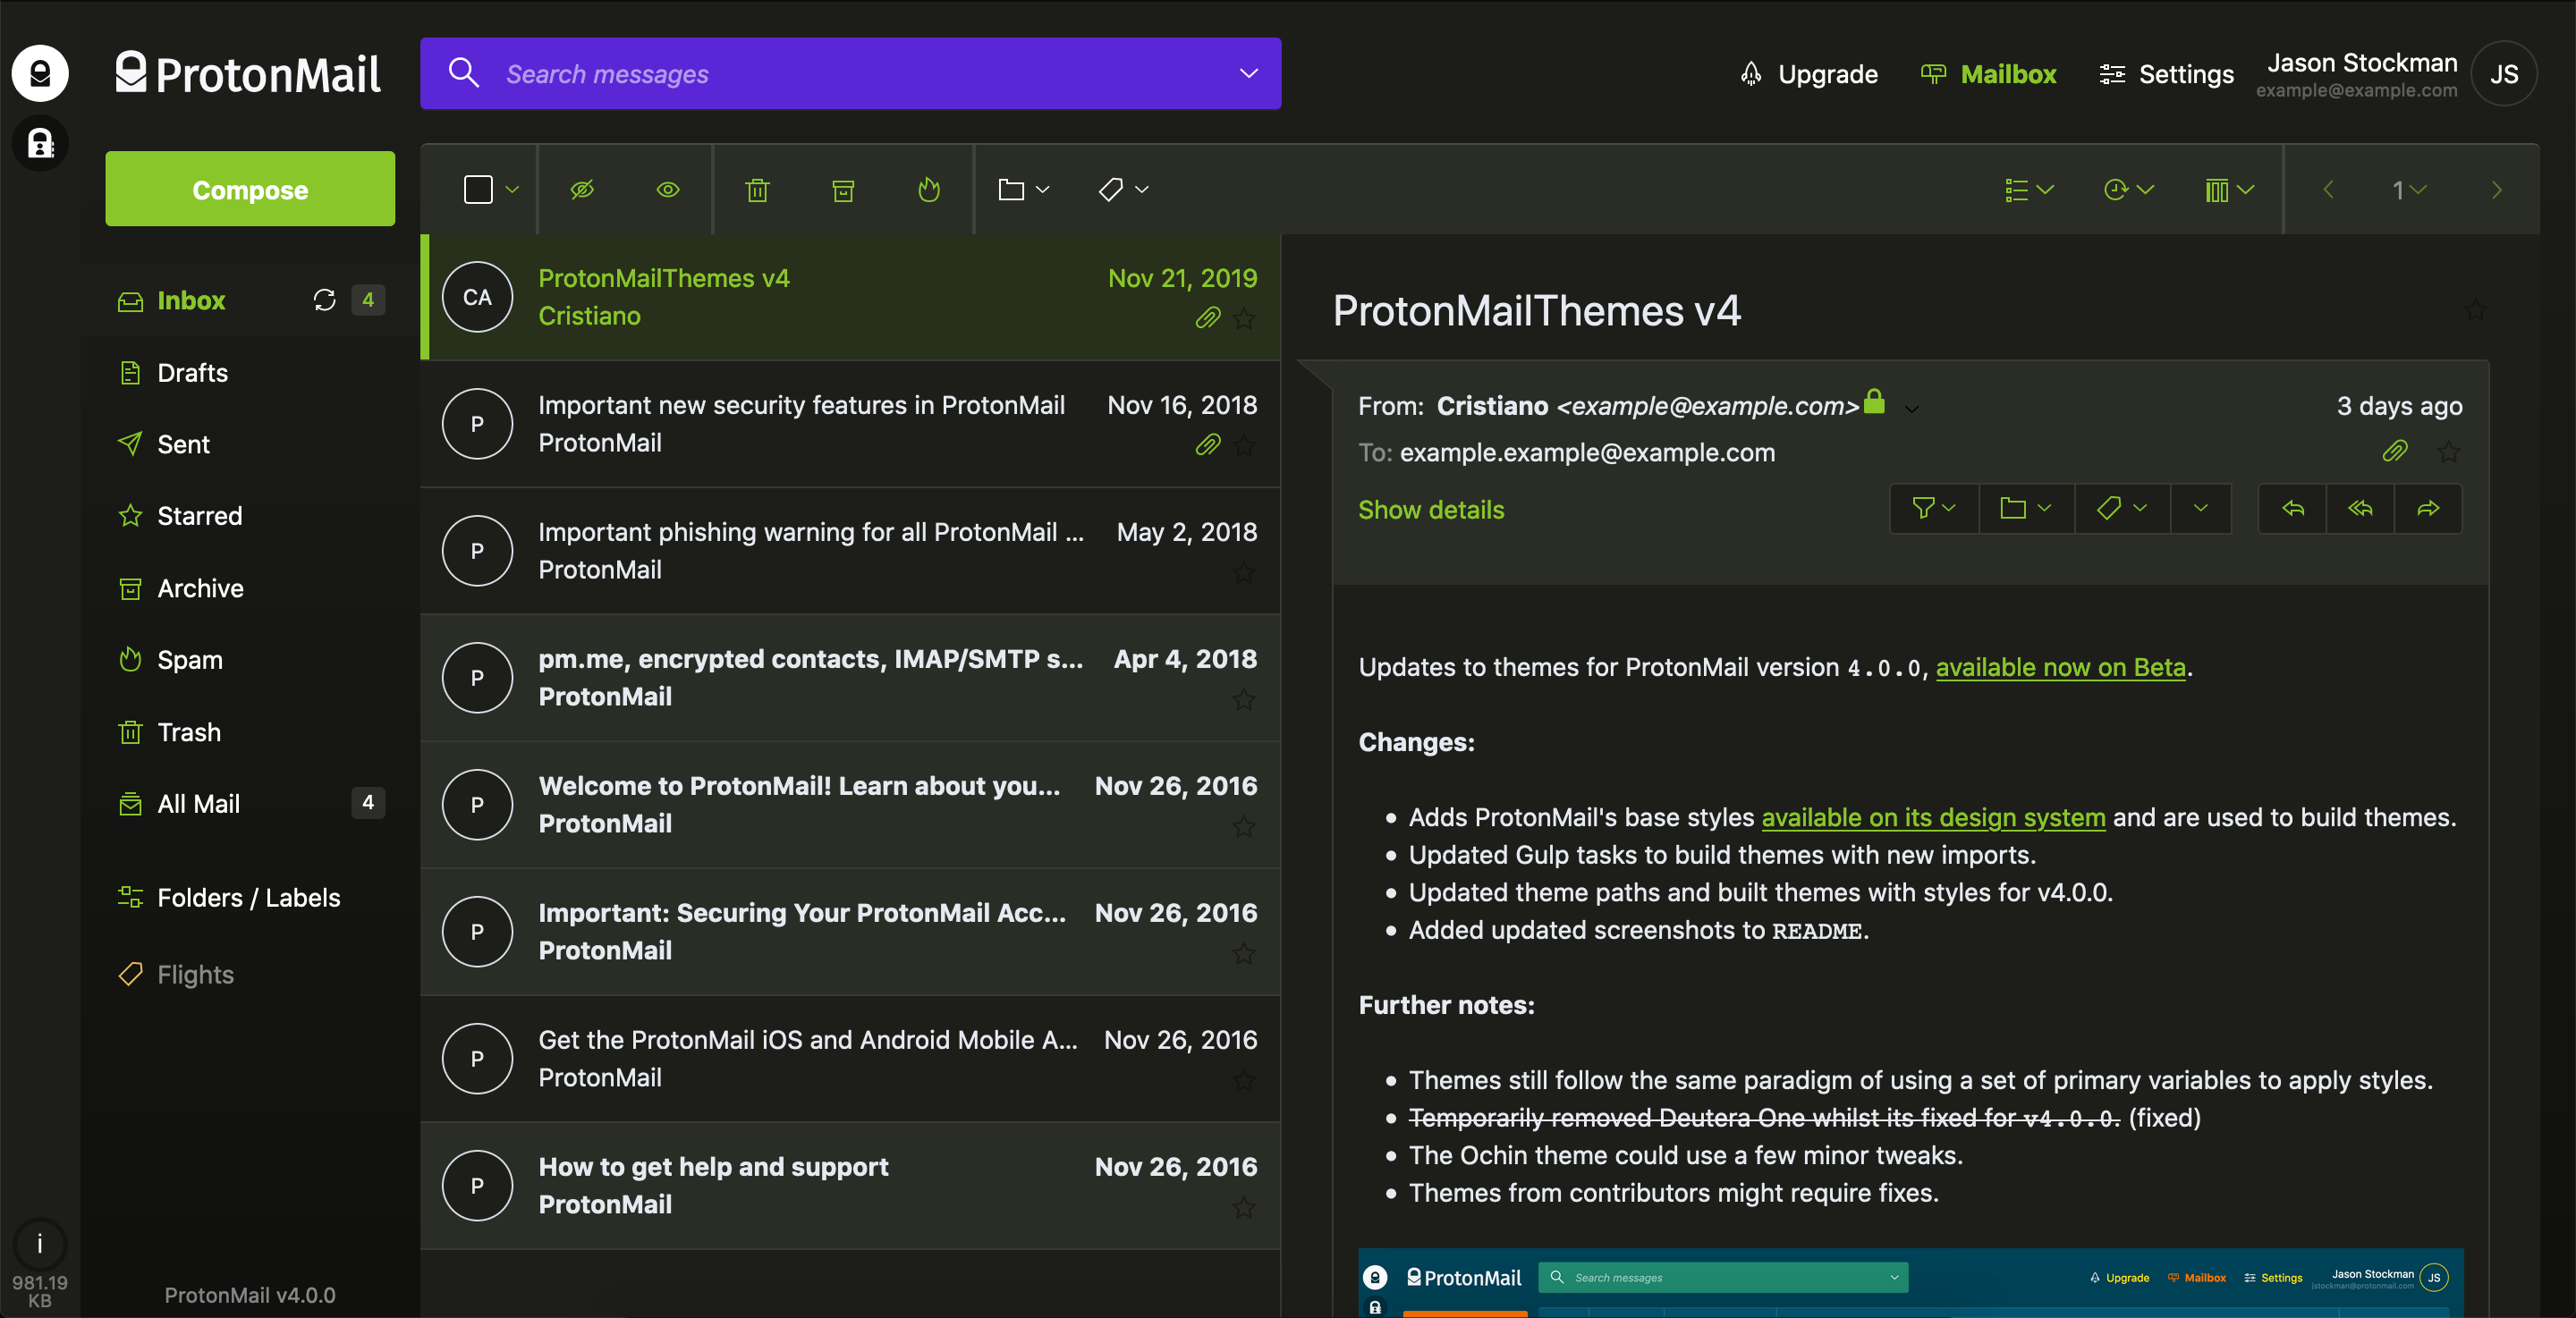 ProtonMail
Search messages
Upgrade
Mailbox
Settings
Jason Stockman
example@example.com
JS
Compose
1
Inbox
4
Drafts
Sent
Starred
Archive
Spam
Trash
All Mail
4
Folders / Labels
Flights
i
981.19
KB
ProtonMail v4.0.0
CA
ProtonMailThemes v4
Nov 21, 2019
Cristiano
P
Important new security features in ProtonMail
Nov 16, 2018
ProtonMail
P
Important phishing warning for all ProtonMail ...
May 2, 2018
ProtonMail
P
pm.me, encrypted contacts, IMAP/SMTP s...
Apr 4, 2018
ProtonMail
P
Welcome to ProtonMail! Learn about you...
Nov 26, 2016
ProtonMail
P
Important: Securing Your ProtonMail Acc...
Nov 26, 2016
ProtonMail
P
Get the ProtonMail iOS and Android Mobile A...
Nov 26, 2016
ProtonMail
P
How to get help and support
Nov 26, 2016
ProtonMail
ProtonMailThemes v4
From: Cristiano <example@example.com>
3 days ago
To: example.example@example.com
Show details
Updates to themes for ProtonMail version 4.0.0, available now on Beta.
Changes:
• Adds ProtonMail's base styles available on its design system and are used to build themes.
• Updated Gulp tasks to build themes with new imports.
• Updated theme paths and built themes with styles for v4.0.0.
• Added updated screenshots to README.
Further notes:
• Themes still follow the same paradigm of using a set of primary variables to apply styles.
• Temporarily removed Deutera One whilst its fixed for v4.0.0. (fixed)
• The Ochin theme could use a few minor tweaks.
• Themes from contributors might require fixes.
ProtonMail
Search messages
Upgrade
Mailbox
Settings
Jason Stockman
jstockman@protonmail.com
JS